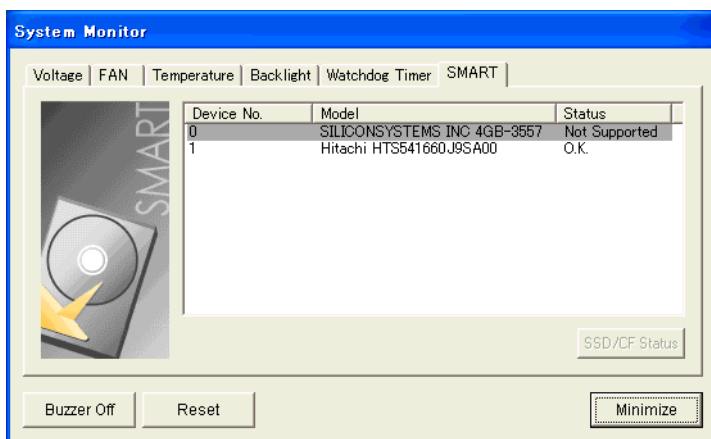 System Monitor
Voltage FAN Temperature Backlight Watchdog Timer SMART
SMART
Device No. Model Status
0 SILICONSYSTEMS INC 4GB-3557 Not Supported
1 Hitachi HTS541660J9SA00 O.K.
SSD/CF Status
Buzzer Off Reset Minimize